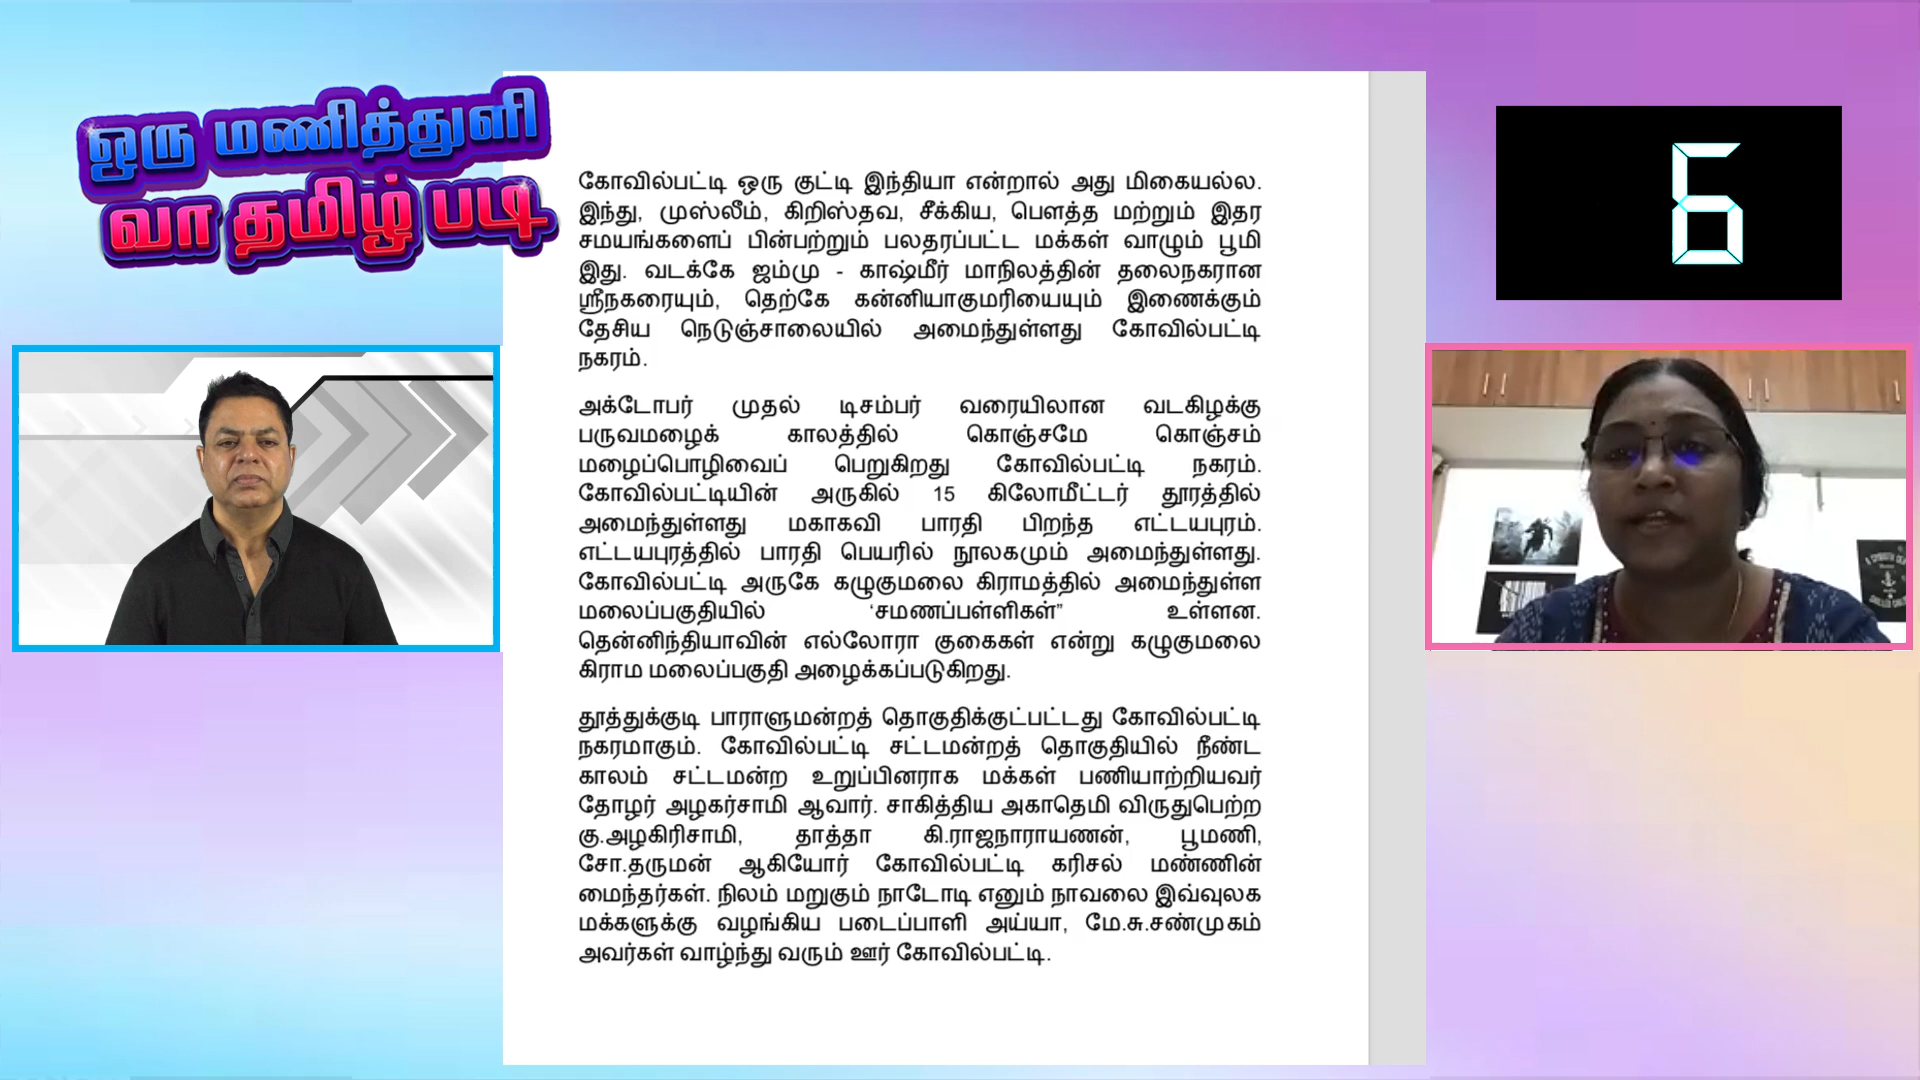 ஒரு மணித்துளி
வா தமிழ் படி
6
கோவில்பட்டி ஒரு குட்டி இந்தியா என்றால் அது மிகையல்ல.
இந்து, முஸ்லீம், கிறிஸ்தவ, சீக்கிய, பௌத்த மற்றும் இதர
சமயங்களைப் பின்பற்றும் பலதரப்பட்ட மக்கள் வாழும் பூமி
இது. வடக்கே ஜம்மு - காஷ்மீர் மாநிலத்தின் தலைநகரான
ஸ்ரீநகரையும், தெற்கே கன்னியாகுமரியையும் இணைக்கும்
தேசிய நெடுஞ்சாலையில் அமைந்துள்ளது கோவில்பட்டி
நகரம்.
அக்டோபர் முதல் டிசம்பர் வரையிலான வடகிழக்கு
பருவமழைக் காலத்தில் கொஞ்சமே கொஞ்சம்
மழைப்பொழிவைப் பெறுகிறது கோவில்பட்டி நகரம்.
கோவில்பட்டியின் அருகில் 15 கிலோமீட்டர் தூரத்தில்
அமைந்துள்ளது மகாகவி பாரதி பிறந்த எட்டயபுரம்.
எட்டயபுரத்தில் பாரதி பெயரில் நூலகமும் அமைந்துள்ளது.
கோவில்பட்டி அருகே கழுகுமலை கிராமத்தில் அமைந்துள்ள
மலைப்பகுதியில் ‘சமணப்பள்ளிகள்” உள்ளன.
தென்னிந்தியாவின் எல்லோரா குகைகள் என்று கழுகுமலை
கிராம மலைப்பகுதி அழைக்கப்படுகிறது.
தூத்துக்குடி பாராளுமன்றத் தொகுதிக்குட்பட்டது கோவில்பட்டி
நகரமாகும். கோவில்பட்டி சட்டமன்றத் தொகுதியில் நீண்ட
காலம் சட்டமன்ற உறுப்பினராக மக்கள் பணியாற்றியவர்
தோழர் அழகர்சாமி ஆவார். சாகித்திய அகாதெமி விருதுபெற்ற
கு.அழகிரிசாமி, தாத்தா கி.ராஜநாராயணன், பூமணி,
சோ.தருமன் ஆகியோர் கோவில்பட்டி கரிசல் மண்ணின்
மைந்தர்கள். நிலம் மறுகும் நாடோடி எனும் நாவலை இவ்வுலக
மக்களுக்கு வழங்கிய படைப்பாளி அய்யா, மே.சு.சண்முகம்
அவர்கள் வாழ்ந்து வரும் ஊர் கோவில்பட்டி.